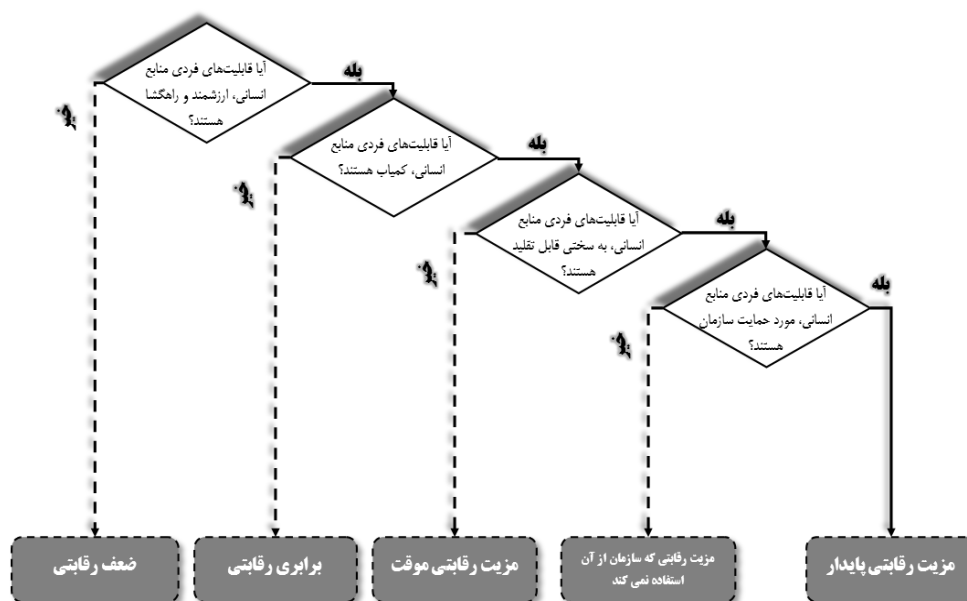 آیا قابلیت‌های فردی منابع
انسانی، ارزشمند و راهگشا
هستند؟
بله
خیر
آیا قابلیت‌های فردی منابع
انسانی، کمیاب هستند؟
بله
خیر
آیا قابلیت‌های فردی منابع
انسانی، به سختی قابل تقلید
هستند؟
بله
خیر
آیا قابلیت‌های فردی منابع
انسانی، مورد حمایت سازمان
هستند؟
بله
خیر
ضعف رقابتی
برابری رقابتی
مزیت رقابتی موقت
مزیت رقابتی که سازمان از آن
استفاده نمی کند
مزیت رقابتی پایدار